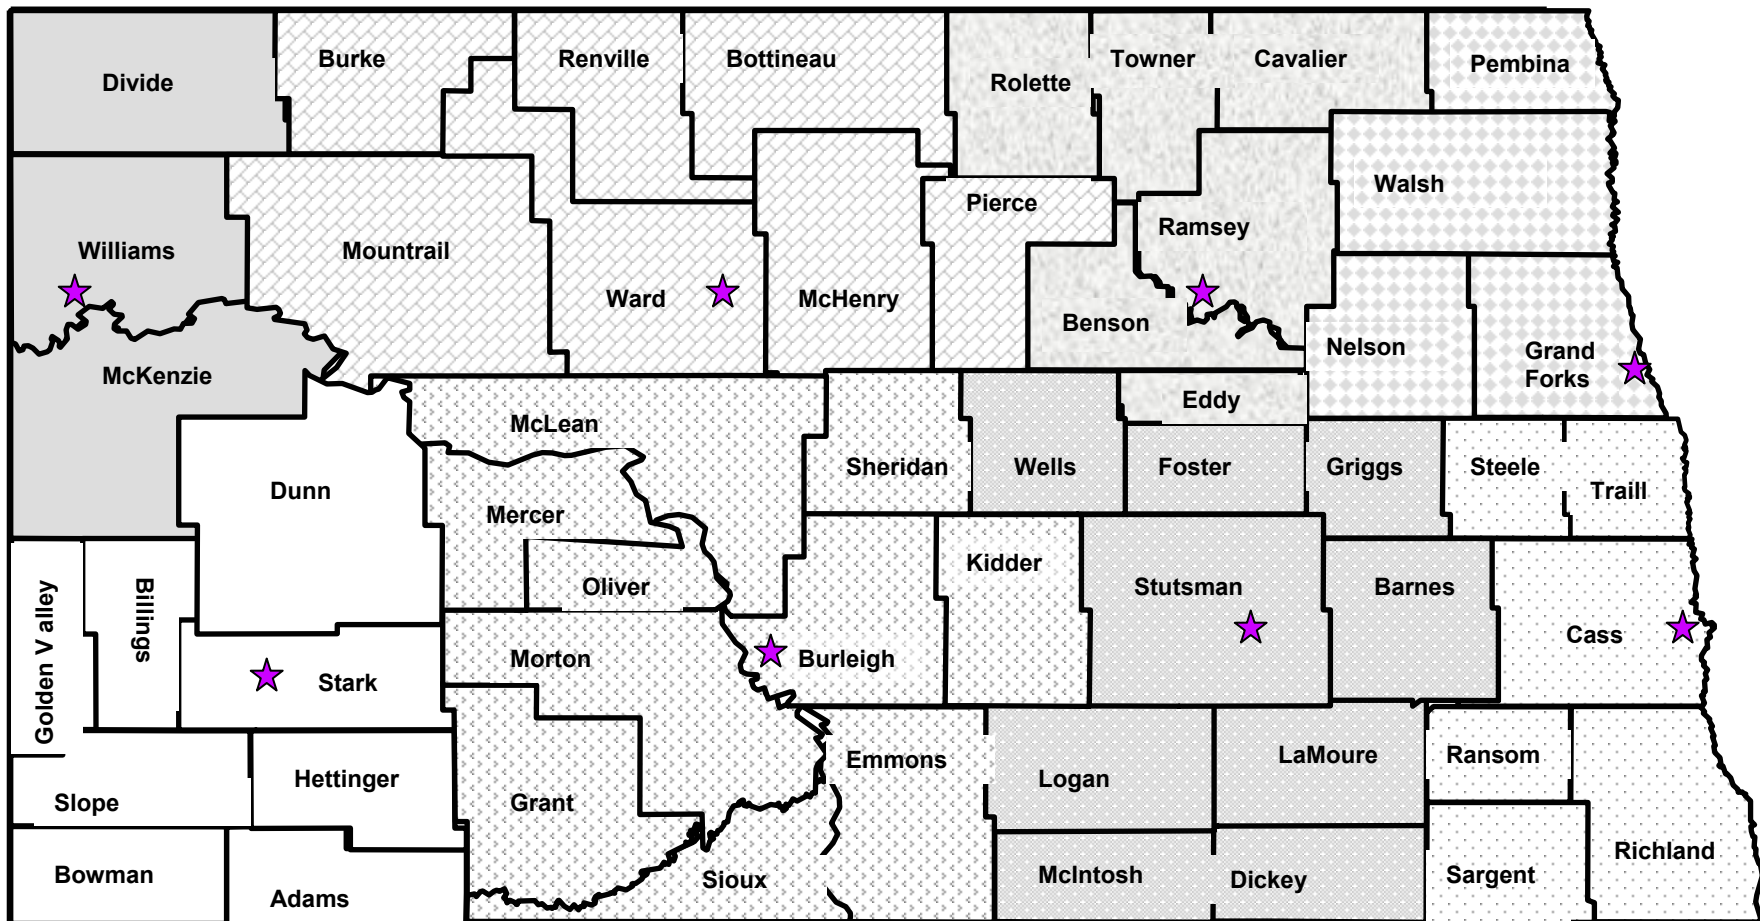 Divide
Burke
Renville
Bottineau
Rolette
Towner
Cavalier
Pembina
Williams
Mountrail
Ward
McHenry
Pierce
Benson
Ramsey
Walsh
Nelson
Grand
Forks
McKenzie
Dunn
McLean
Mercer
Oliver
Sheridan
Wells
Eddy
Foster
Griggs
Steele
Traill
Golden V alley
Billings
Stark
Morton
Burleigh
Kidder
Stutsman
Barnes
Cass
Slope
Hettinger
Grant
Emmons
Logan
LaMoure
Ransom
Richland
Bowman
Adams
Sioux
McIntosh
Dickey
Sargent